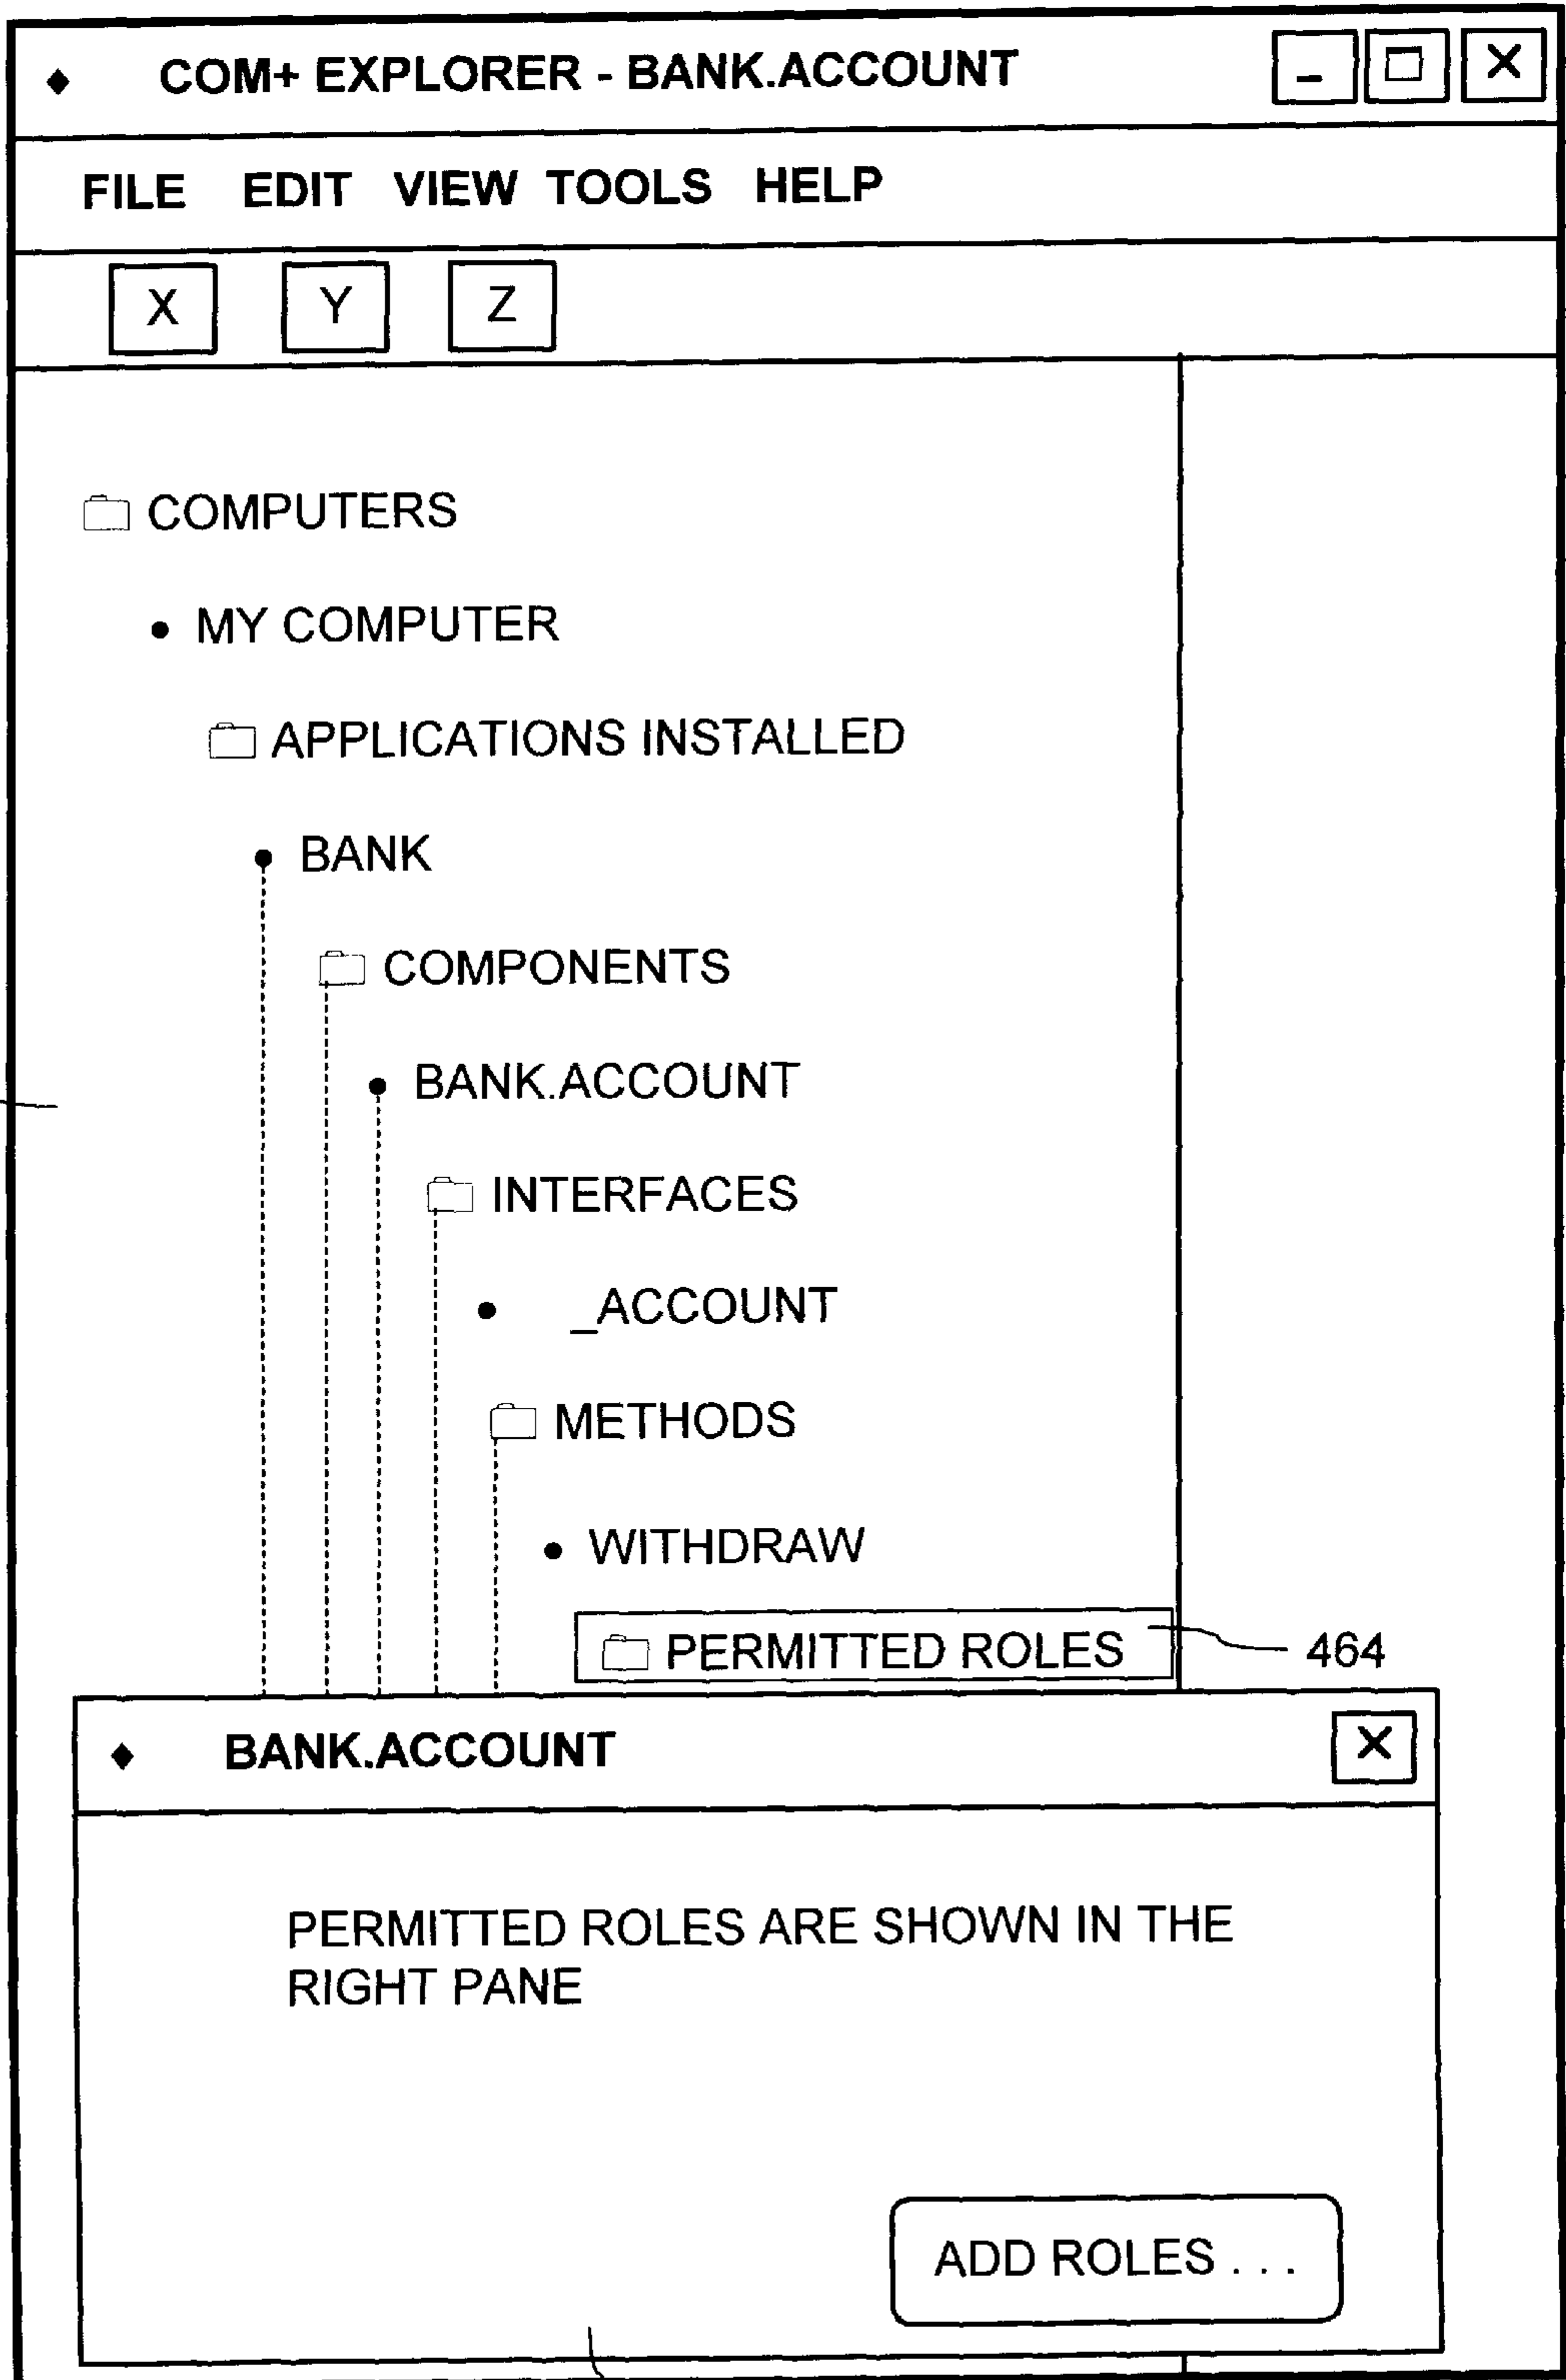 COM+ EXPLORER - BANK.ACCOUNT
FILE EDIT VIEW TOOLS HELP
X Y Z
COMPUTERS
• MY COMPUTER
APPLICATIONS INSTALLED
• BANK
COMPONENTS
• BANK.ACCOUNT
INTERFACES
• _ACCOUNT
METHODS
• WITHDRAW
PERMITTED ROLES
464
BANK.ACCOUNT
PERMITTED ROLES ARE SHOWN IN THE
RIGHT PANE
ADD ROLES . . .